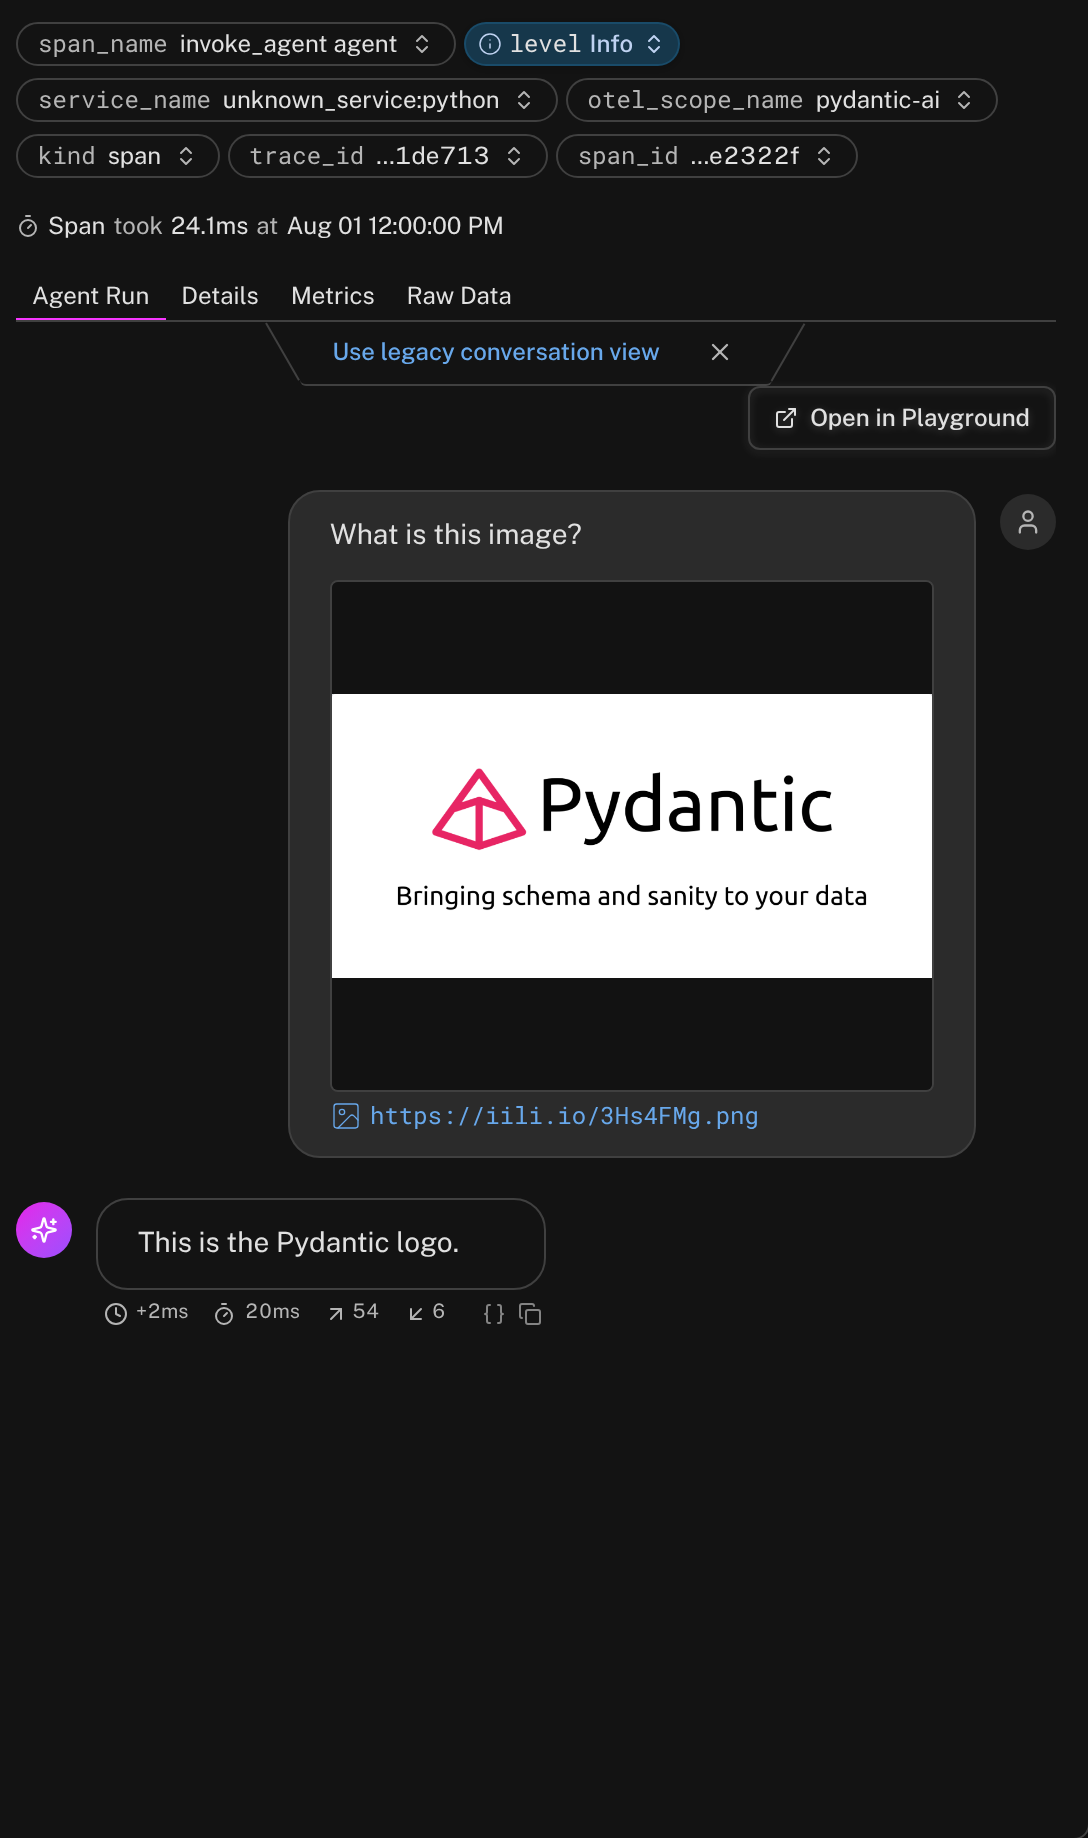 span_name invoke_agent agent level Info
service_name unknown_service:python otel_scope_name pydantic-ai
kind span trace_id ...1de713 span_id ...e2322f
Span took 24.1ms at Aug 01 12:00:00 PM
Agent Run Details Metrics Raw Data
Use legacy conversation view
Open in Playground
What is this image?
Pydantic
Bringing schema and sanity to your data
https://iili.io/3Hs4FMg.png
This is the Pydantic logo.
+2ms 20ms 54 6 {}